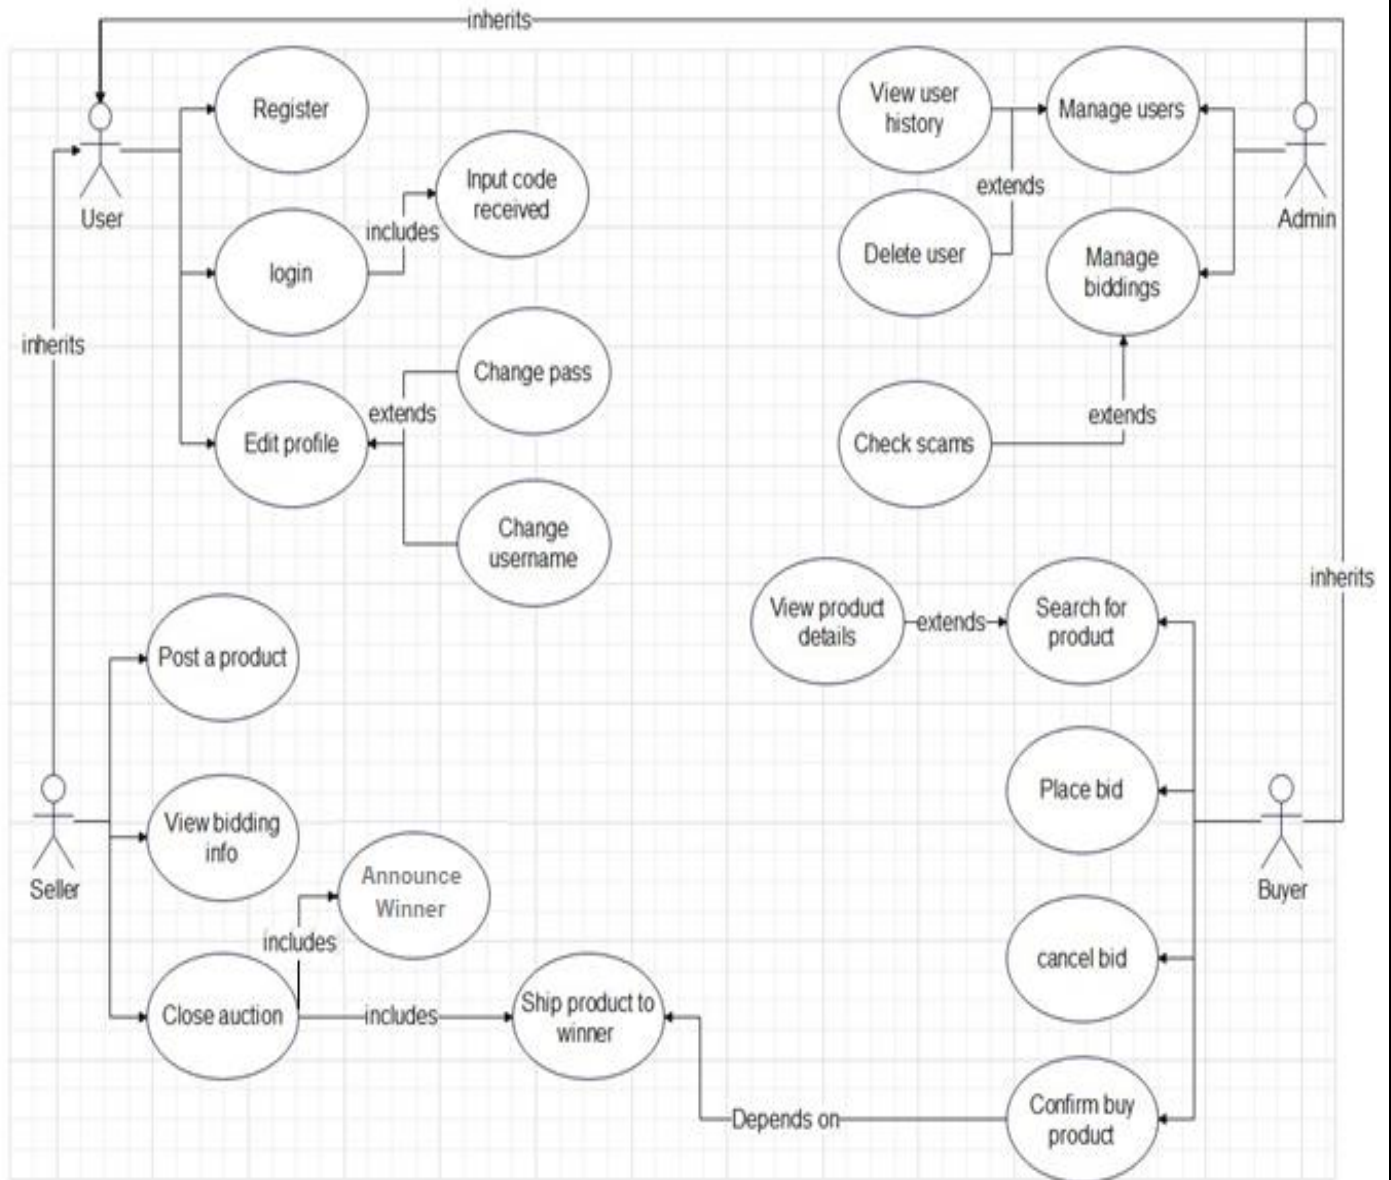 inherits
Register
View user
history
Manage users
Input code
received
extends
User
Admin
includes
login
Delete user
Manage
biddings
inherits
Change pass
extends
extends
Edit profile
Check scams
Change
username
inherits
View product
details
extends
Search for
product
Post a product
Place bid
View bidding
info
Seller
Announce
Winner
Buyer
includes
cancel bid
Close auction
includes
Ship product to
winner
Depends on
Confirm buy
product